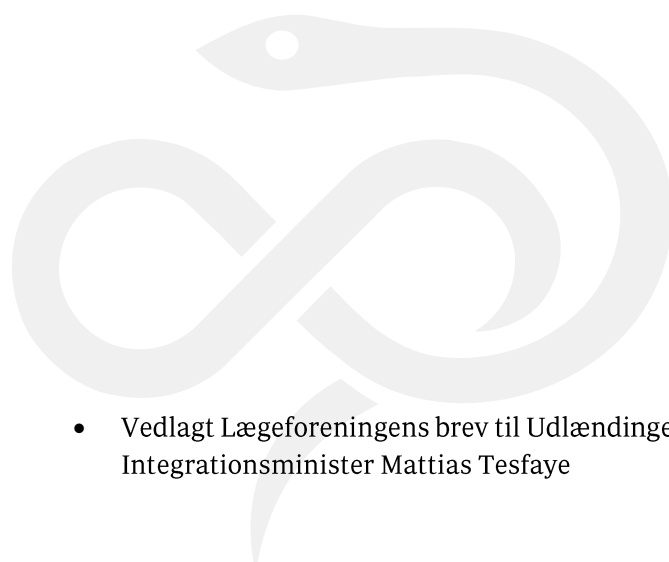 • Vedlagt Lægeforeningens brev til Udlændinge
Integrationsminister Mattias Tesfaye